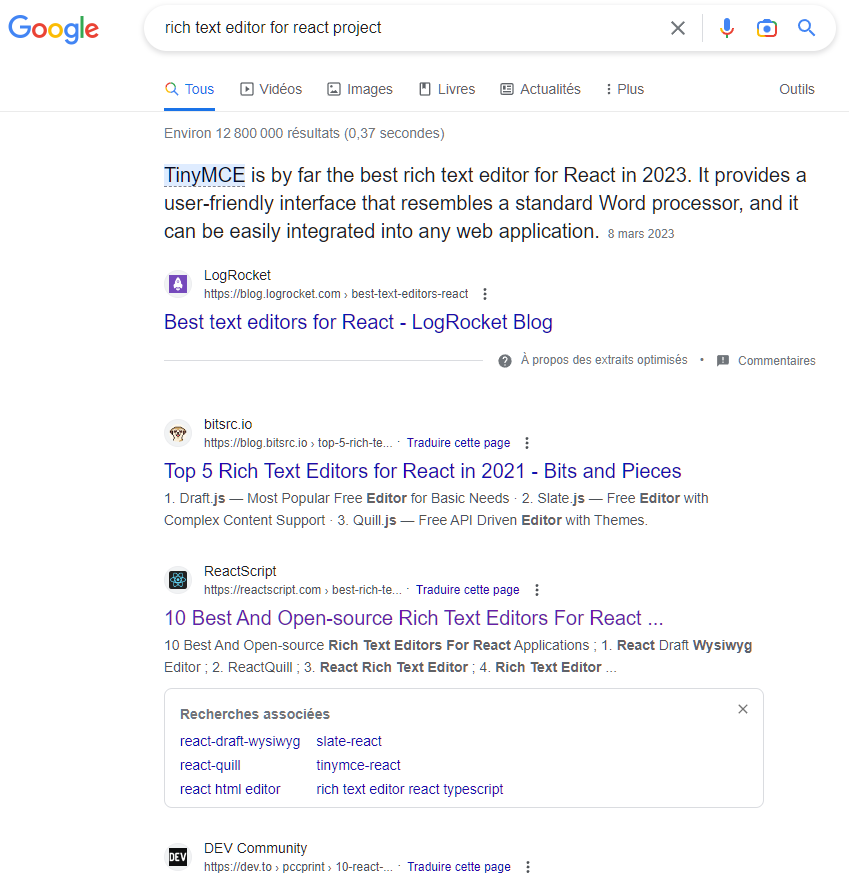 Google
rich text editor for react project
Tous Vidéos Images Livres Actualités Plus Outils
Environ 12 800 000 résultats (0,37 secondes)
TinyMCE is by far the best rich text editor for React in 2023. It provides a
user-friendly interface that resembles a standard Word processor, and it
can be easily integrated into any web application. 8 mars 2023
LogRocket
https://blog.logrocket.com › best-text-editors-react
Best text editors for React - LogRocket Blog
À propos des extraits optimisés • Commentaires
bitsrc.io
https://blog.bitsrc.io › top-5-rich-te... · Traduire cette page
Top 5 Rich Text Editors for React in 2021 - Bits and Pieces
1. Draft.js — Most Popular Free Editor for Basic Needs · 2. Slate.js — Free Editor with
Complex Content Support · 3. Quill.js — Free API Driven Editor with Themes.
ReactScript
https://reactscript.com › best-rich-te... · Traduire cette page
10 Best And Open-source Rich Text Editors For React ...
10 Best And Open-source Rich Text Editors For React Applications ; 1. React Draft Wysiwyg
Editor ; 2. ReactQuill ; 3. React Rich Text Editor ; 4. Rich Text Editor ...
Recherches associées
react-draft-wysiwyg slate-react
react-quill tinymce-react
react html editor rich text editor react typescript
DEV
DEV Community
https://dev.to › pccprint › 10-react-... · Traduire cette page